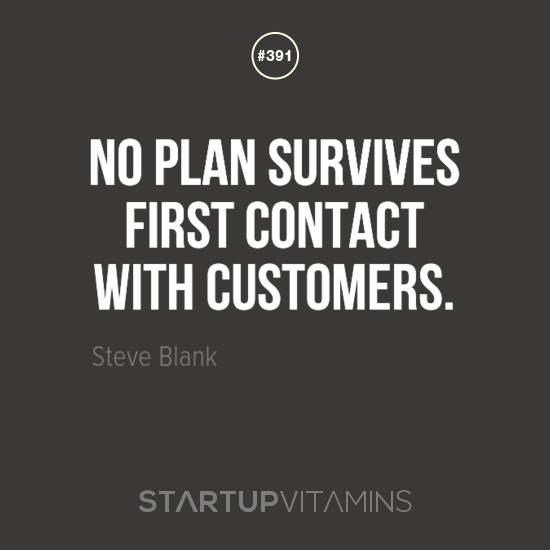 #391
NO PLAN SURVIVES
FIRST CONTACT
WITH CUSTOMERS.
Steve Blank
STARTUPVITAMINS